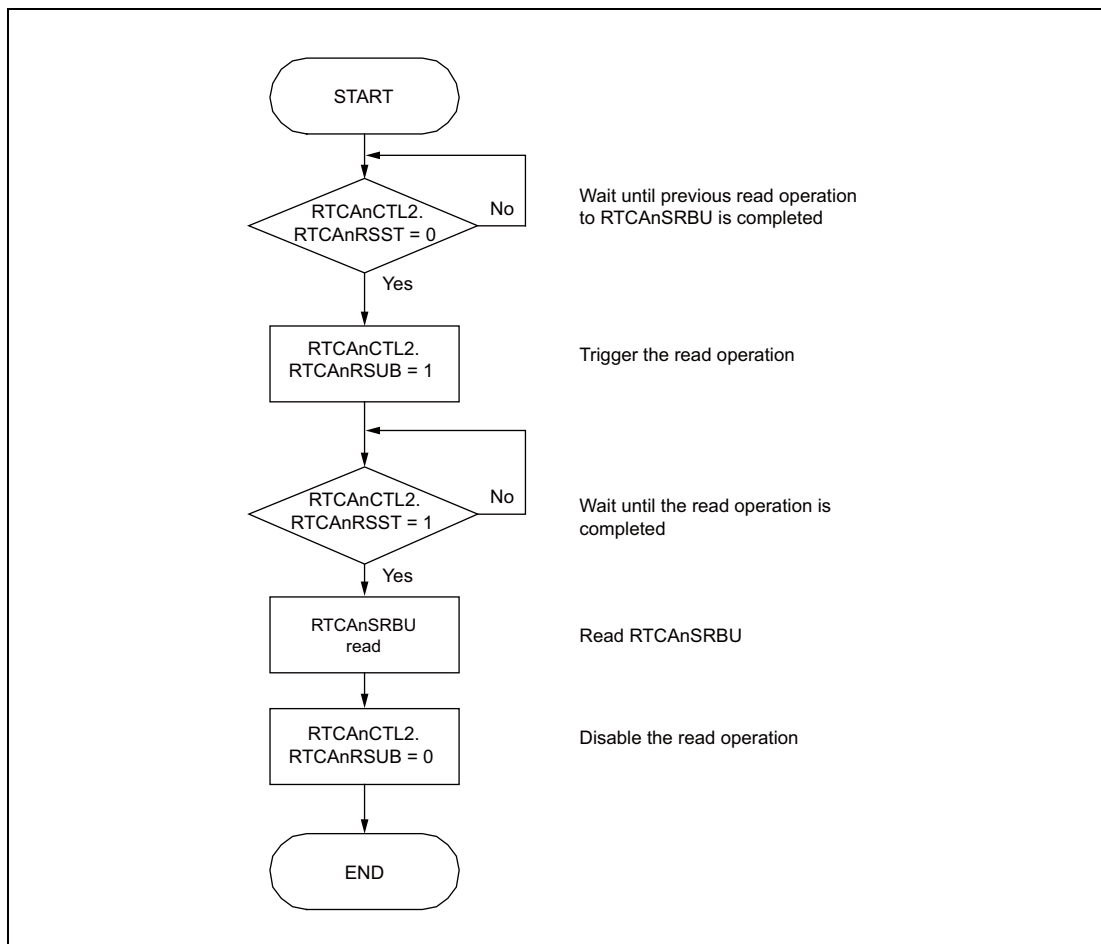 START
RTCAnCTL2.
RTCAnRSST = 0
No
Wait until previous read operation
to RTCAnSRBU is completed
Yes
RTCAnCTL2.
RTCAnRSUB = 1
Trigger the read operation
RTCAnCTL2.
RTCAnRSST = 1
No
Wait until the read operation is
completed
Yes
RTCAnSRBU
read
Read RTCAnSRBU
RTCAnCTL2.
RTCAnRSUB = 0
Disable the read operation
END